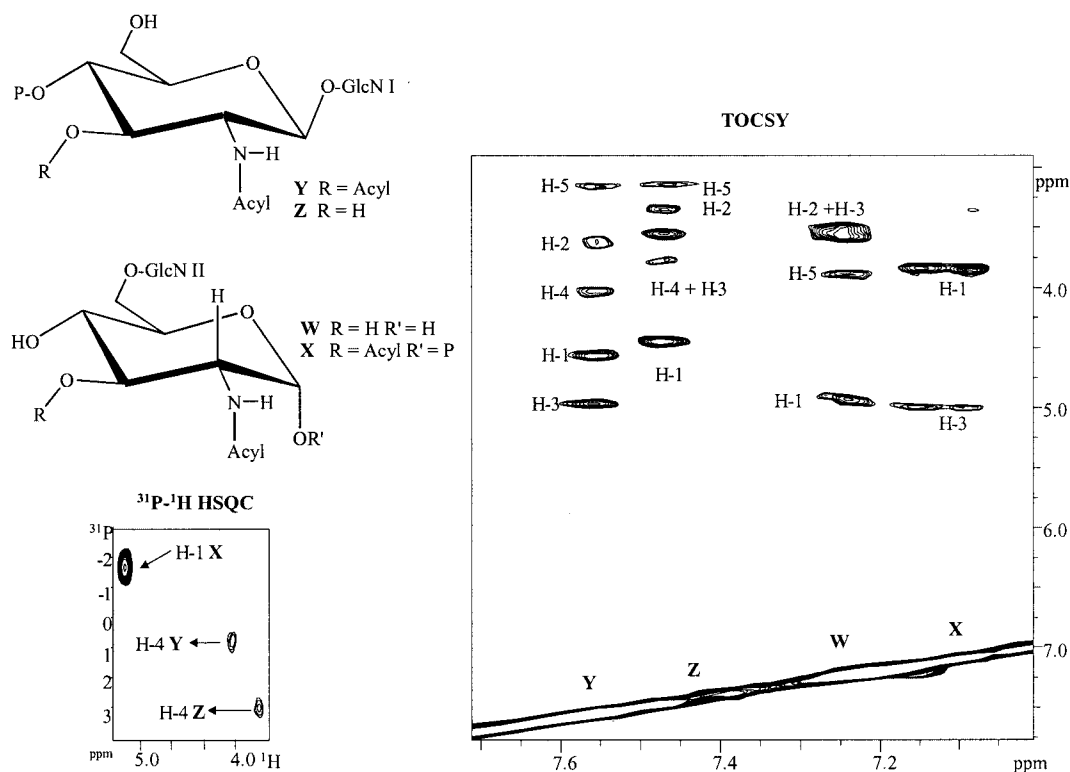 OH
O
P-O
O-GlcN I
O
R
N-H
Acyl
Y R = Acyl
Z R = H
O-GlcN II
H
O
HO
W R = H R' = H
X R = Acyl R' = P
O
R
N-H
OR'
Acyl
³¹P-¹H HSQC
³¹P
-2
-1
0
1
2
3
H-1 X
H-4 Y
H-4 Z
ppm 5.0 4.0 ¹H
TOCSY
ppm
H-5
H-5
H-2
H-2 +H-3
H-2
H-5
H-4
H-4 + H-3
H-1
4.0
H-1
H-1
H-3
H-1
H-3
5.0
6.0
Y
Z
W
X
7.0
7.6 7.4 7.2 ppm